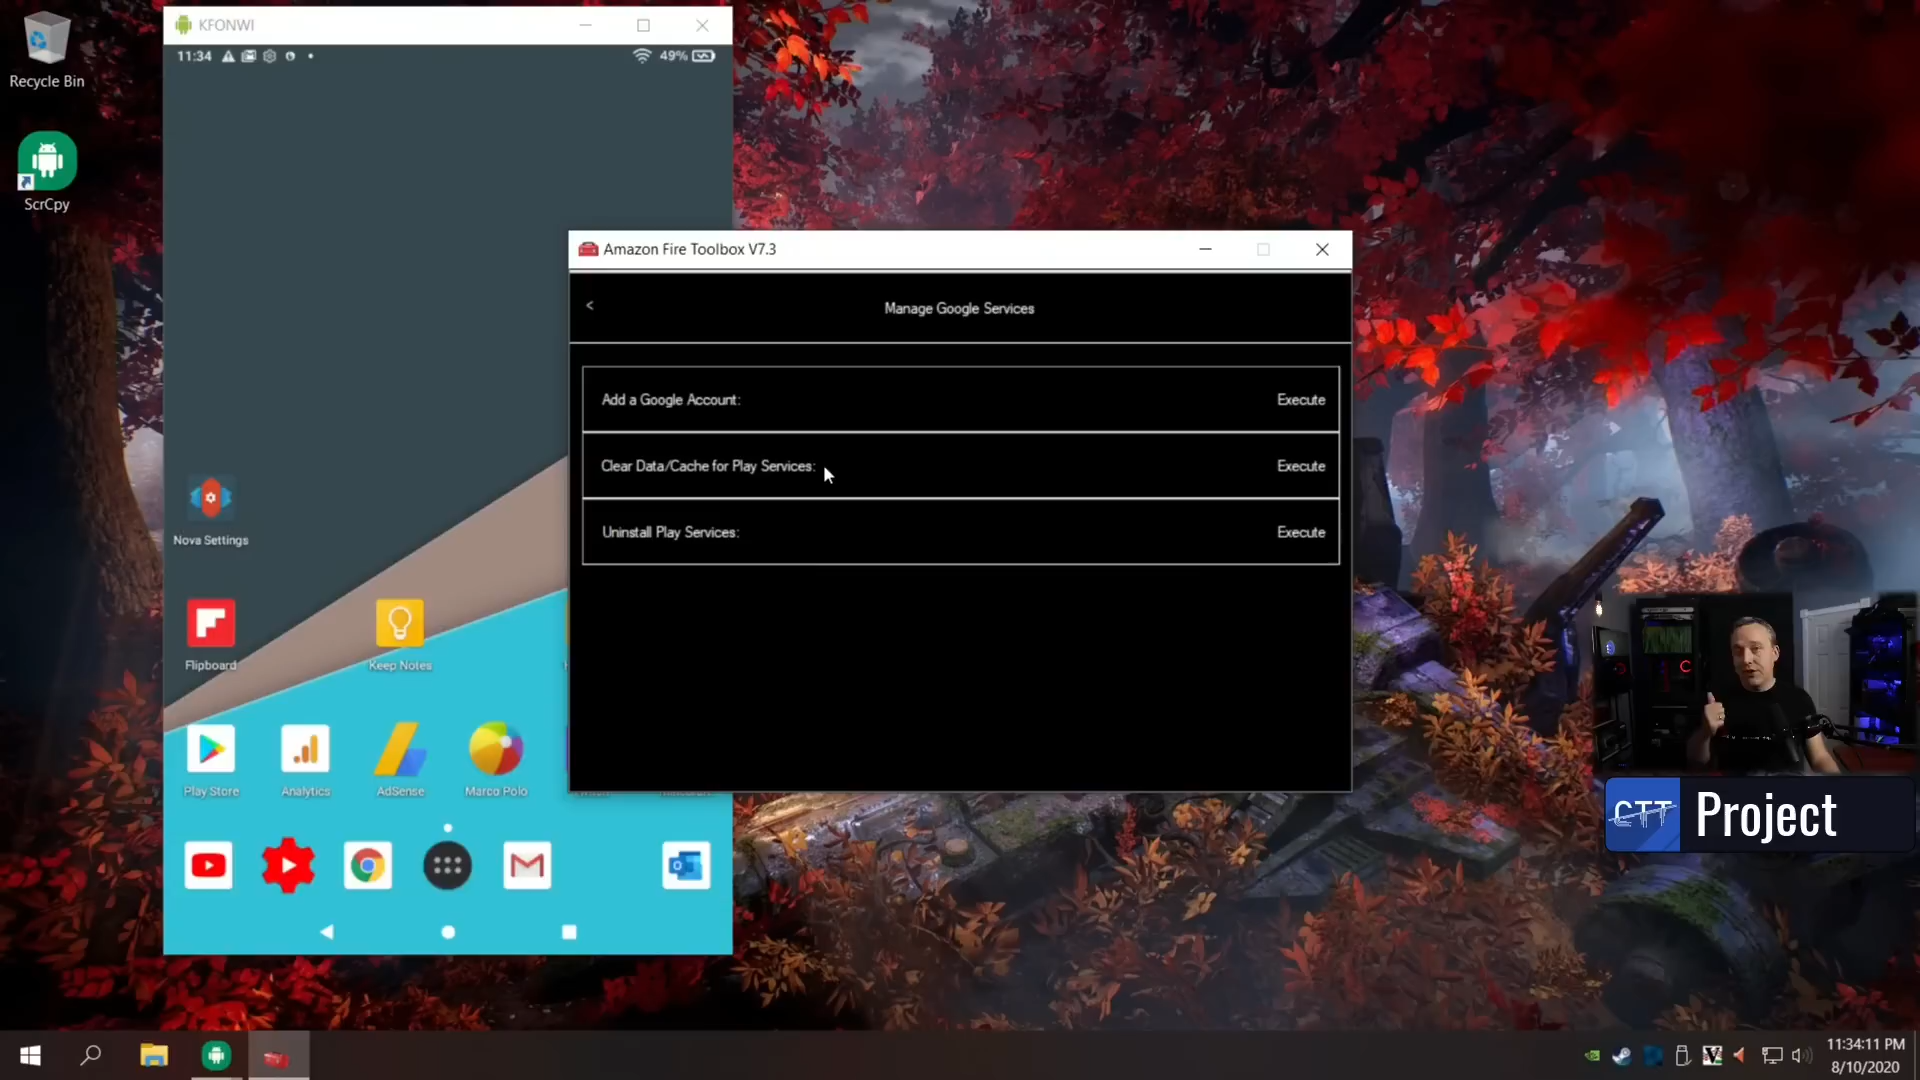 Recycle Bin
ScrCpy
KFONWI
11:34
49%
Nova Settings
Flipboard
Keep Notes
Play Store
Analytics
AdSense
Marco Polo
Amazon Fire Toolbox V7.3
<
Manage Google Services
Add a Google Account:
Execute
Clear Data/Cache for Play Services:
Execute
Uninstall Play Services:
Execute
CTT
Project
11:34:11 PM
8/10/2020